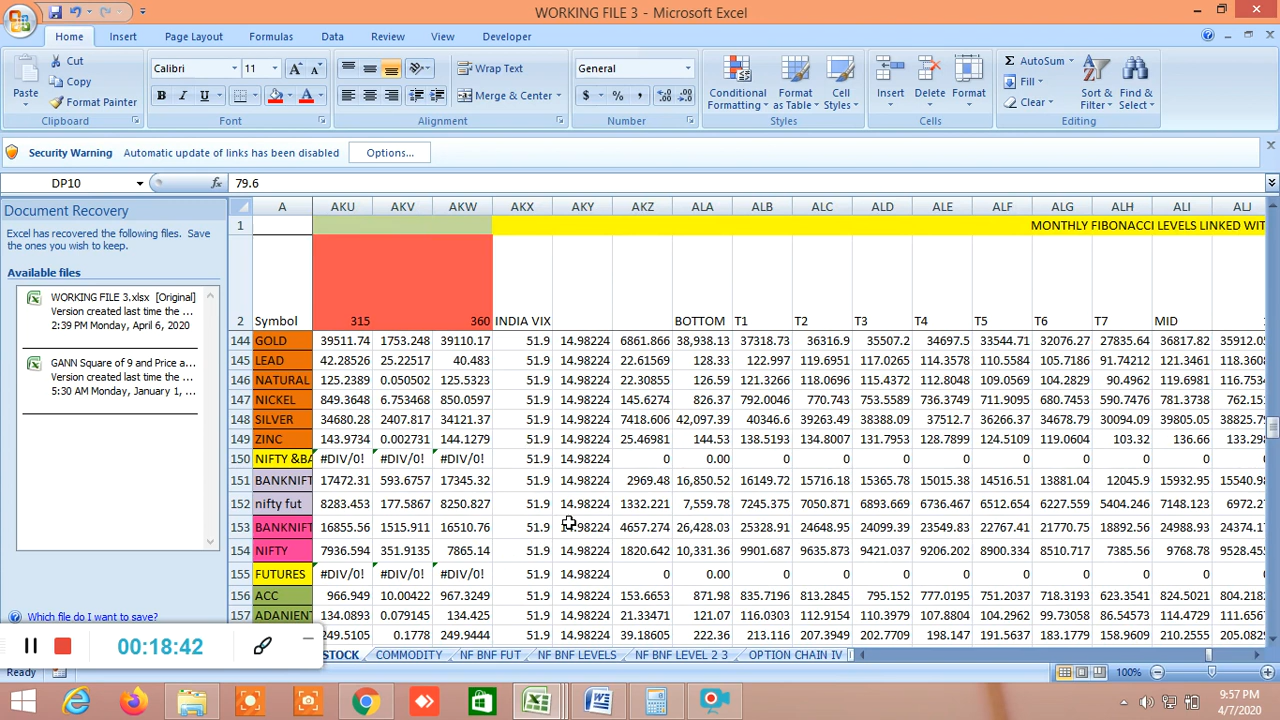 WORKING FILE 3 - Microsoft Excel
Home Insert Page Layout Formulas Data Review View Developer
Cut
Copy
Format Painter
Paste
Clipboard
Calibri 11
B I U
Font
Wrap Text
Merge & Center
Alignment
General
$ % ,
Number
Conditional Formatting
Format as Table
Cell Styles
Styles
Insert Delete Format
Cells
Σ AutoSum
Fill
Clear
Sort & Filter
Find & Select
Editing
Security Warning Automatic update of links has been disabled Options...
DP10 fx 79.6
Document Recovery
Excel has recovered the following files. Save the ones you wish to keep.
Available files
WORKING FILE 3.xlsx [Original]
Version created last time the ...
2:39 PM Monday, April 6, 2020
GANN Square of 9 and Price a...
Version created last time the ...
5:30 AM Monday, January 1, ...
Which file do I want to save?
A AKU AKV AKW AKX AKY AKZ ALA ALB ALC ALD ALE ALF ALG ALH ALI ALJ
1 MONTHLY FIBONACCI LEVELS LINKED WIT
2 Symbol 315 360 INDIA VIX BOTTOM T1 T2 T3 T4 T5 T6 T7 MID
144 GOLD 39511.74 1753.248 39110.17 51.9 14.98224 6861.866 38,938.13 37318.73 36316.9 35507.2 34697.5 33544.71 32076.27 27835.64 36817.82 35912.05
145 LEAD 42.28526 25.22517 40.483 51.9 14.98224 22.61569 128.33 122.997 119.6951 117.0265 114.3578 110.5584 105.7186 91.74212 121.3461 118.3608
146 NATURAL 125.2389 0.050502 125.5323 51.9 14.98224 22.30855 126.59 121.3266 118.0696 115.4372 112.8048 109.0569 104.2829 90.4962 119.6981 116.7534
147 NICKEL 849.3648 6.753468 850.0597 51.9 14.98224 145.6274 826.37 792.0046 770.743 753.5589 736.3749 711.9095 680.7453 590.7476 781.3738 762.151
148 SILVER 34680.28 2407.817 34121.37 51.9 14.98224 7418.606 42,097.39 40346.6 39263.49 38388.09 37512.7 36266.37 34678.79 30094.09 39805.05 38825.79
149 ZINC 143.9734 0.002731 144.1279 51.9 14.98224 25.46981 144.53 138.5193 134.8007 131.7953 128.7899 124.5109 119.0604 103.32 136.66 133.298
150 NIFTY &BA #DIV/0! #DIV/0! #DIV/0! 51.9 14.98224 0 0.00 0 0 0 0 0 0 0 0 0
151 BANKNIFT 17472.31 593.6757 17345.32 51.9 14.98224 2969.48 16,850.52 16149.72 15716.18 15365.78 15015.38 14516.51 13881.04 12045.9 15932.95 15540.98
152 nifty fut 8283.453 177.5867 8250.827 51.9 14.98224 1332.221 7,559.78 7245.375 7050.871 6893.669 6736.467 6512.654 6227.559 5404.246 7148.123 6972.27
153 BANKNIFT 16855.56 1515.911 16510.76 51.9 14.98224 4657.274 26,428.03 25328.91 24648.95 24099.39 23549.83 22767.41 21770.75 18892.56 24988.93 24374.17
154 NIFTY 7936.594 351.9135 7865.14 51.9 14.98224 1820.642 10,331.36 9901.687 9635.873 9421.037 9206.202 8900.334 8510.717 7385.56 9768.78 9528.455
155 FUTURES #DIV/0! #DIV/0! #DIV/0! 51.9 14.98224 0 0.00 0 0 0 0 0 0 0 0 0
156 ACC 966.949 10.00422 967.3249 51.9 14.98224 153.6653 871.98 835.7196 813.2845 795.152 777.0195 751.2037 718.3193 623.3541 824.5021 804.2182
157 ADANIENT 134.0893 0.079145 134.425 51.9 14.98224 21.33471 121.07 116.0303 112.9154 110.3979 107.8804 104.2962 99.73058 86.54573 114.4729 111.6567
249.5105 0.1778 249.9444 51.9 14.98224 39.18605 222.36 213.116 207.3949 202.7709 198.147 191.5637 183.1779 158.9609 210.2555 205.0829
00:18:42
STOCK COMMODITY NF BNF FUT NF BNF LEVELS NF BNF LEVEL 2 3 OPTION CHAIN IV
Ready
100%
9:57 PM
4/7/2020